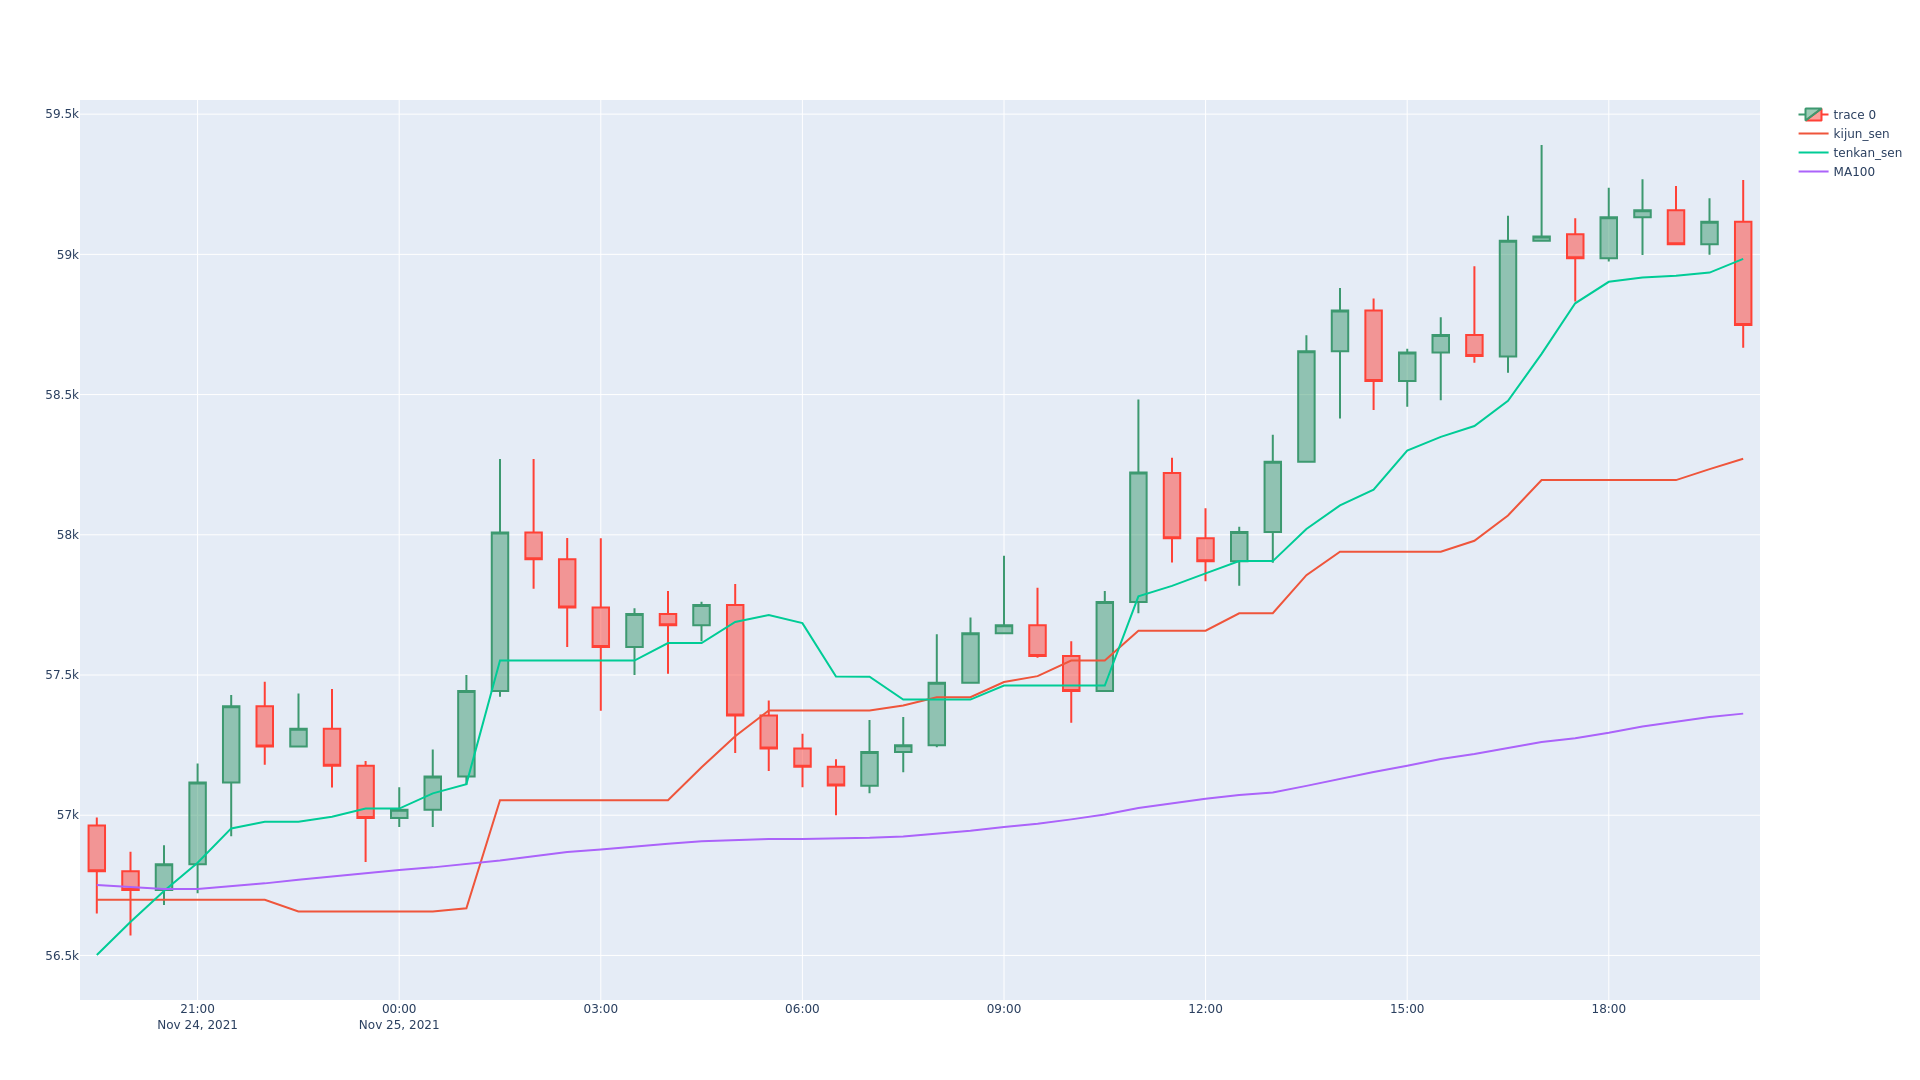 59.5k
59k
58.5k
58k
57.5k
57k
56.5k
21:00
Nov 24, 2021
00:00
Nov 25, 2021
03:00
06:00
09:00
12:00
15:00
18:00
trace 0
kijun_sen
tenkan_sen
MA100